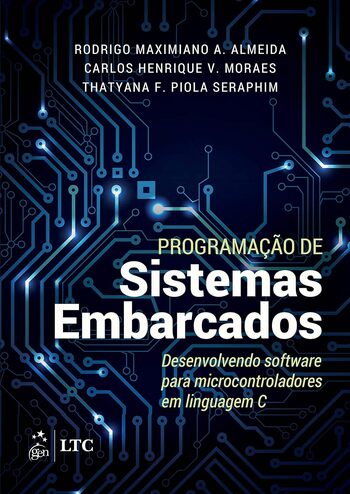 RODRIGO MAXIMIANO A. ALMEIDA
CARLOS HENRIQUE V. MORAES
THATYANA F. PIOLA SERAPHIM
PROGRAMAÇÃO DE
Sistemas
Embarcados
Desenvolvendo software
para microcontroladores
em linguagem C
gen
LTC